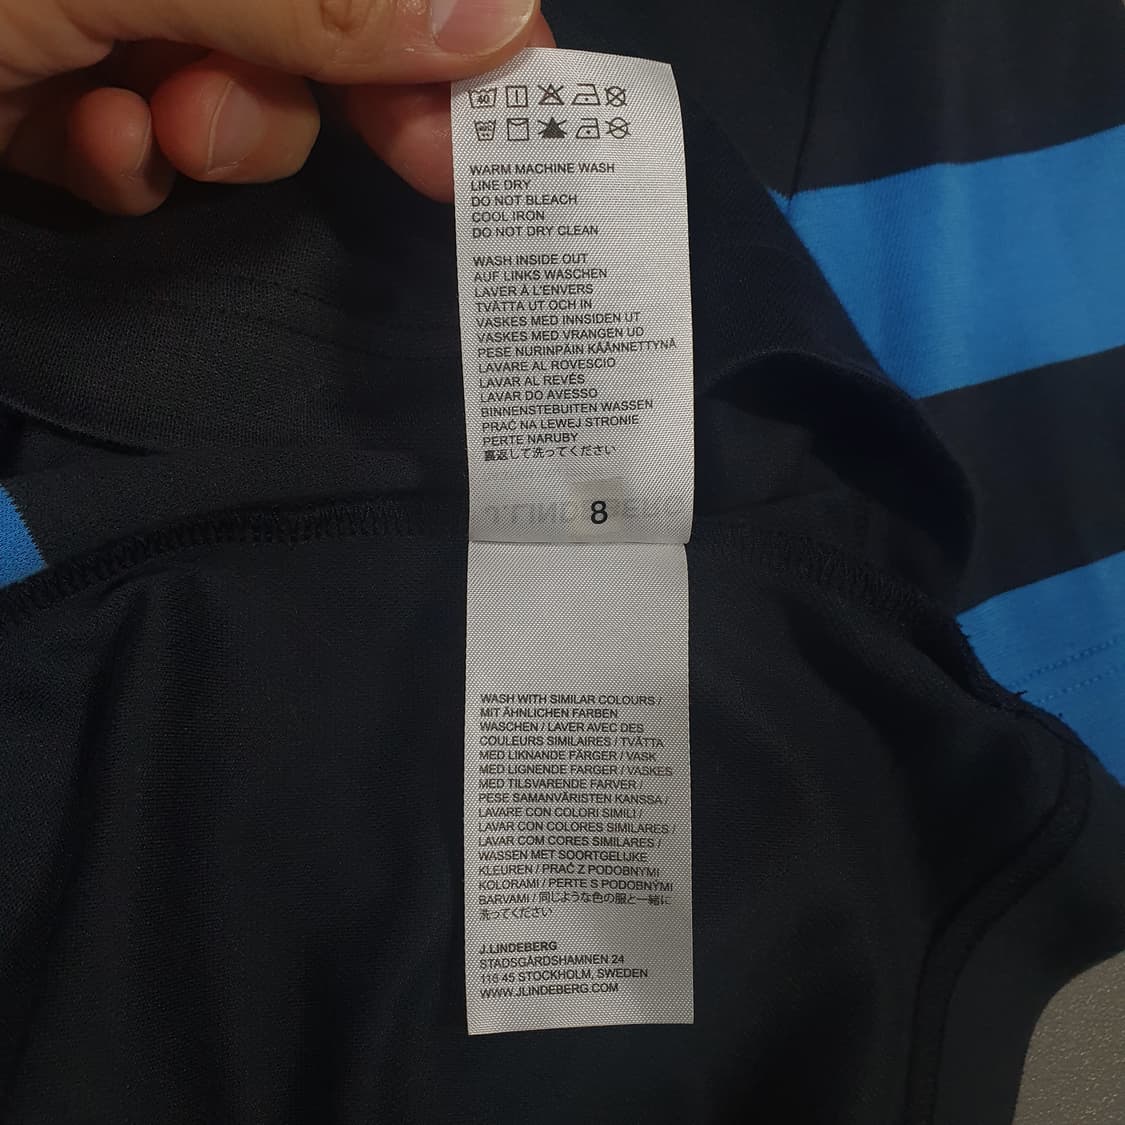 40
WARM MACHINE WASH
LINE DRY
DO NOT BLEACH
COOL IRON
DO NOT DRY CLEAN
WASH INSIDE OUT
AUF LINKS WASCHEN
LAVER À L'ENVERS
TVÄTTA UT OCH IN
VASKES MED INNSIDEN UT
VASKES MED VRANGEN UD
PESE NURINPÄIN KÄÄNNETTYNÄ
LAVARE AL ROVESCIO
LAVAR AL REVÉS
LAVAR DO AVESSO
BINNENSTEBUITEN WASSEN
PRAĆ NA LEWEJ STRONIE
PERTE NARUBY
裏返して洗ってください
8
WASH WITH SIMILAR COLOURS /
MIT ÄHNLICHEN FARBEN
WASCHEN / LAVER AVEC DES
COULEURS SIMILAIRES / TVÄTTA
MED LIKNANDE FÄRGER / VASK
MED LIGNENDE FARGER / VASKES
MED TILSVARENDE FARVER /
PESE SAMANVÄRISTEN KANSSA /
LAVARE CON COLORI SIMILI /
LAVAR CON COLORES SIMILARES /
LAVAR COM CORES SIMILARES /
WASSEN MET SOORTGELIJKE
KLEUREN / PRAĆ Z PODOBNYMI
KOLORAMI / PERTE S PODOBNÝMI
BARVAMI / 同じような色の服と一緒に
洗ってください
J.LINDEBERG
STADSGÅRDSHAMNEN 24
116 45 STOCKHOLM, SWEDEN
WWW.JLINDEBERG.COM